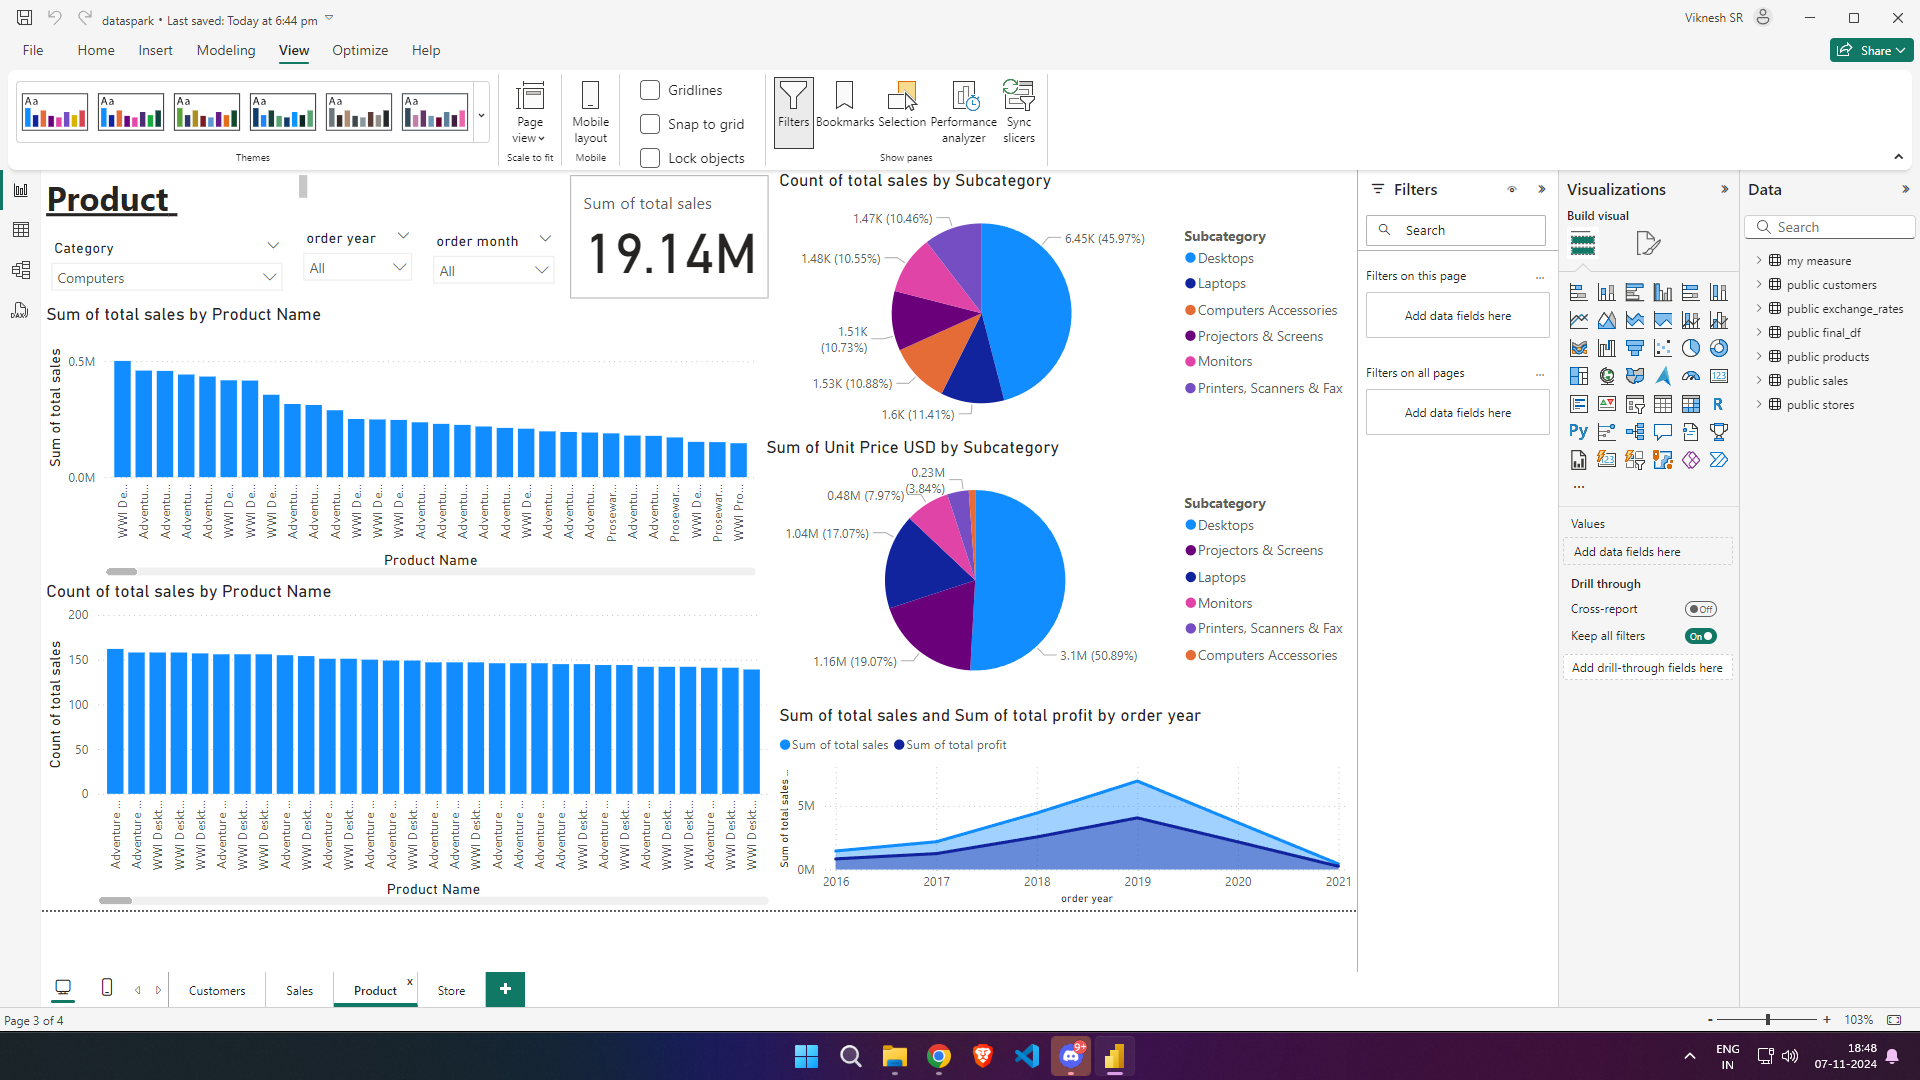 dataspark • Last saved: Today at 6:44 pm
Viknesh SR
File
Home
Insert
Modeling
View
Optimize
Help
Share
Aa
Aa
Aa
Aa
Aa
Aa
Themes
Page view
Scale to fit
Mobile layout
Mobile
Gridlines
Snap to grid
Lock objects
Filters
Bookmarks
Selection
Performance analyzer
Sync slicers
Show panes
Product
Category
Computers
order year
All
order month
All
Sum of total sales
19.14M
Sum of total sales by Product Name
Sum of total sales
0.5M
0.0M
WWI De...
Adventu...
Adventu...
Adventu...
Adventu...
WWI De...
WWI De...
WWI De...
Adventu...
Adventu...
Adventu...
WWI De...
WWI De...
WWI De...
Adventu...
Adventu...
Adventu...
Adventu...
Adventu...
WWI De...
Adventu...
Adventu...
Adventu...
Prosewar...
Adventu...
Adventu...
Prosewar...
WWI De...
Prosewar...
WWI Pro...
Product Name
Count of total sales by Product Name
Count of total sales
200
150
100
50
0
Adventure ...
Adventure ...
WWI Deskt...
WWI Deskt...
WWI Deskt...
Adventure ...
WWI Deskt...
WWI Deskt...
Adventure ...
WWI Deskt...
Adventure ...
WWI Deskt...
Adventure ...
WWI Deskt...
WWI Deskt...
Adventure ...
Adventure ...
WWI Deskt...
Adventure ...
WWI Deskt...
Adventure ...
Adventure ...
WWI Deskt...
Adventure ...
WWI Deskt...
Adventure ...
WWI Deskt...
WWI Deskt...
Adventure ...
WWI Deskt...
WWI Deskt...
Product Name
Count of total sales by Subcategory
1.47K (10.46%)
6.45K (45.97%)
1.48K (10.55%)
1.51K
(10.73%)
1.53K (10.88%)
1.6K (11.41%)
Subcategory
Desktops
Laptops
Computers Accessories
Projectors & Screens
Monitors
Printers, Scanners & Fax
Sum of Unit Price USD by Subcategory
0.23M
(3.84%)
0.48M (7.97%)
1.04M (17.07%)
1.16M (19.07%)
3.1M (50.89%)
Subcategory
Desktops
Projectors & Screens
Laptops
Monitors
Printers, Scanners & Fax
Computers Accessories
Sum of total sales and Sum of total profit by order year
Sum of total sales
Sum of total profit
Sum of total sales ...
5M
0M
2016
2017
2018
2019
2020
2021
order year
Filters
Search
Filters on this page
...
Add data fields here
Filters on all pages
...
Add data fields here
Visualizations
Build visual
123
R
Py
123
...
Values
Add data fields here
Drill through
Cross-report
Off
Keep all filters
On
Add drill-through fields here
Data
Search
my measure
public customers
public exchange_rates
public final_df
public products
public sales
public stores
Customers
Sales
Product
x
Store
+
Page 3 of 4
-
+
103%
9+
ENG
IN
18:48
07-11-2024